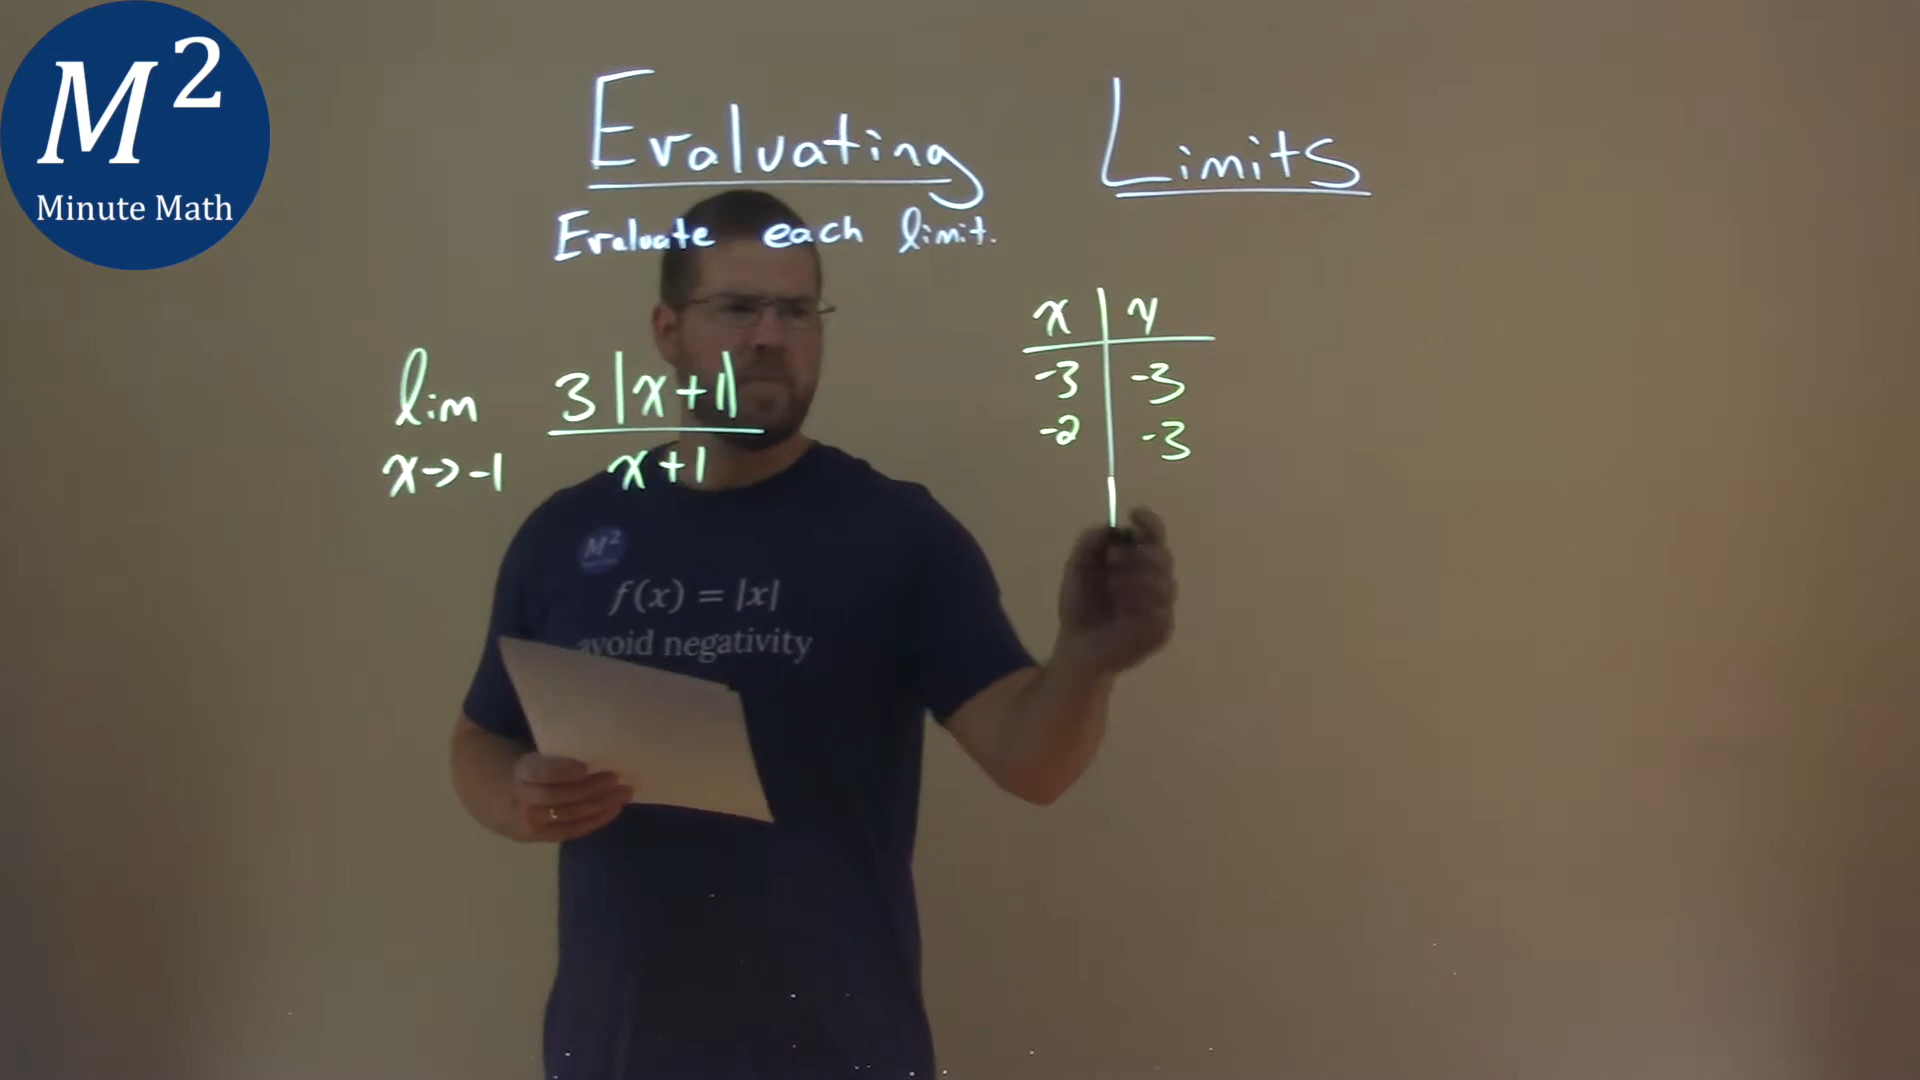 M²
Minute Math
Evaluating Limits
Evaluate each limit.
lim 3|x+1|
x→-1 x+1
x y
-3 -3
-2 -3
M²
f(x) = |x|
avoid negativity